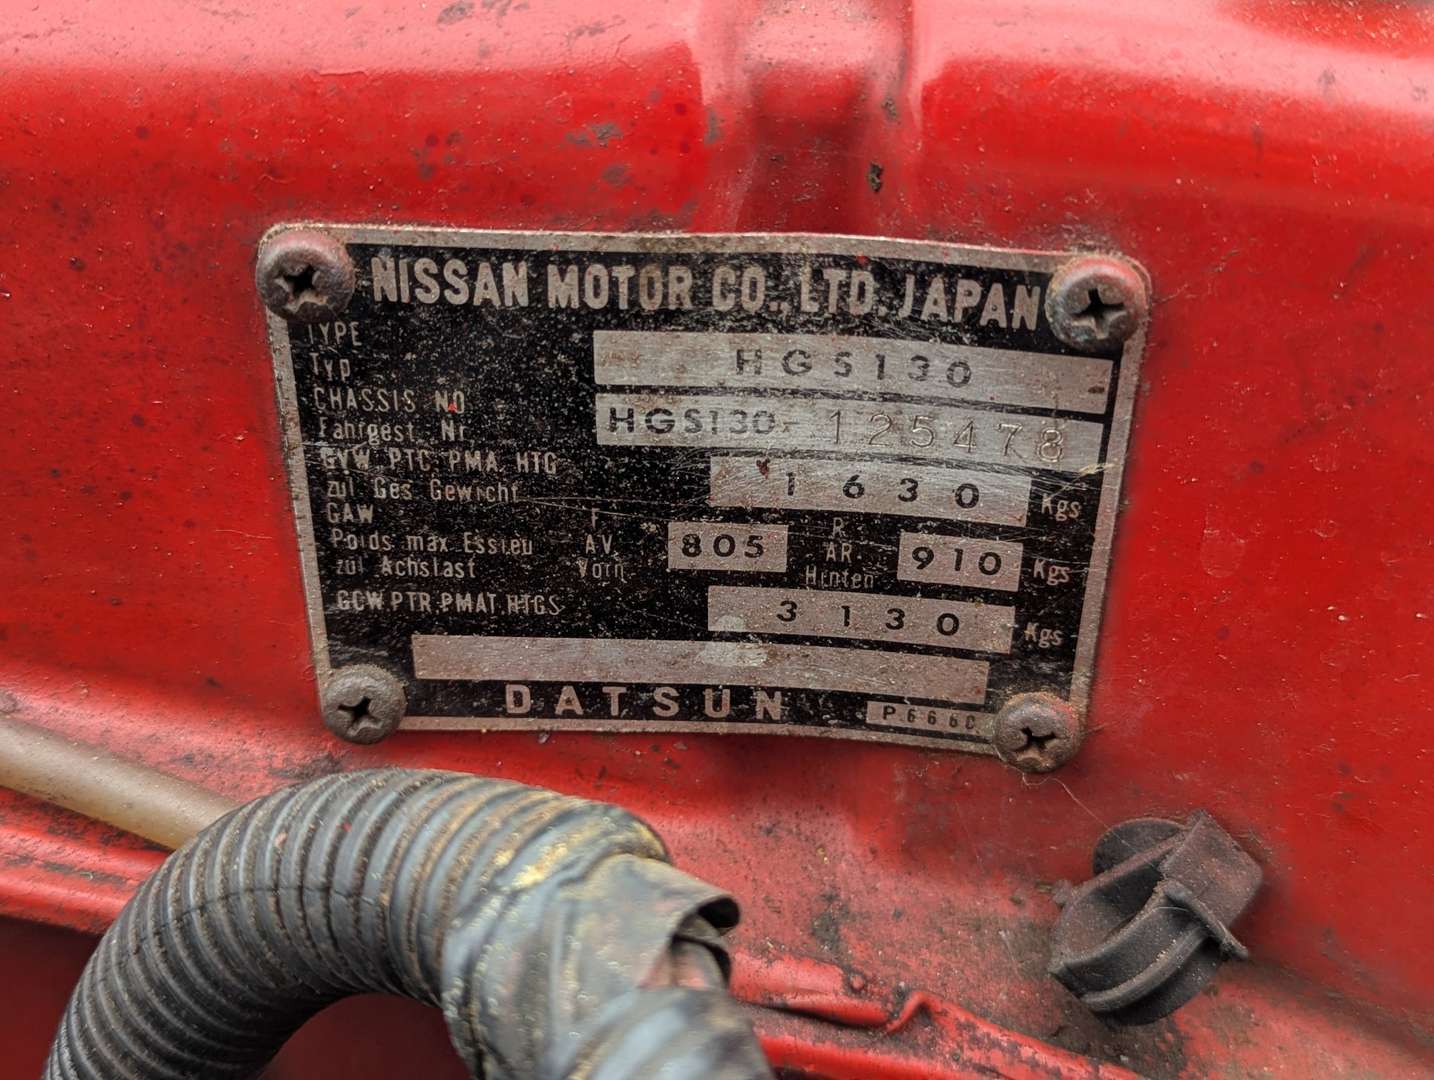 NISSAN MOTOR CO., LTD. JAPAN
TYPE
Typ
HGS130
CHASSIS NO
Fahrgest. Nr
HGS130-125478
GVW PTC, PMA, HTG
zul Ges Gewicht
1630 Kgs
GAW
Poids max Essieu
zul Achslast
F
AV.
Vorn
805
R
AR.
Hinten
910 Kgs
GCW PTR, PMAT, HTGS
3130 Kgs
DATSUN
P666C